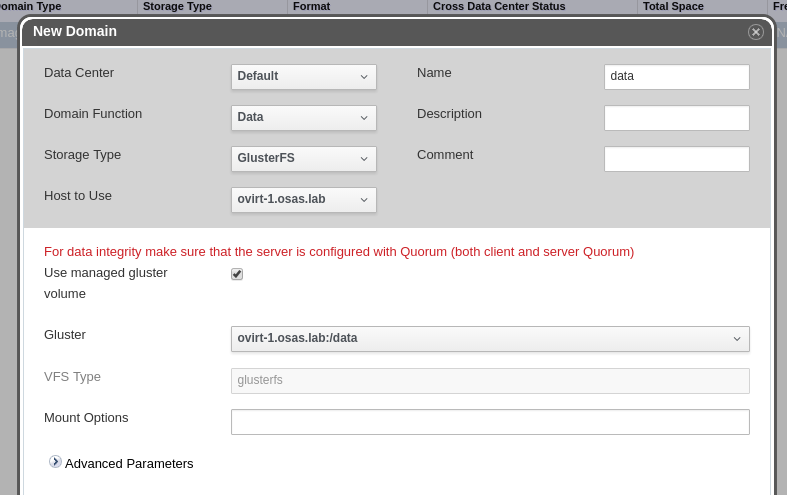 omain Type Storage Type Format Cross Data Center Status Total Space Fre
New Domain
Data Center Default Name data
Domain Function Data Description
Storage Type GlusterFS Comment
Host to Use ovirt-1.osas.lab
For data integrity make sure that the server is configured with Quorum (both client and server Quorum)
Use managed gluster
volume
Gluster ovirt-1.osas.lab:/data
VFS Type glusterfs
Mount Options
Advanced Parameters